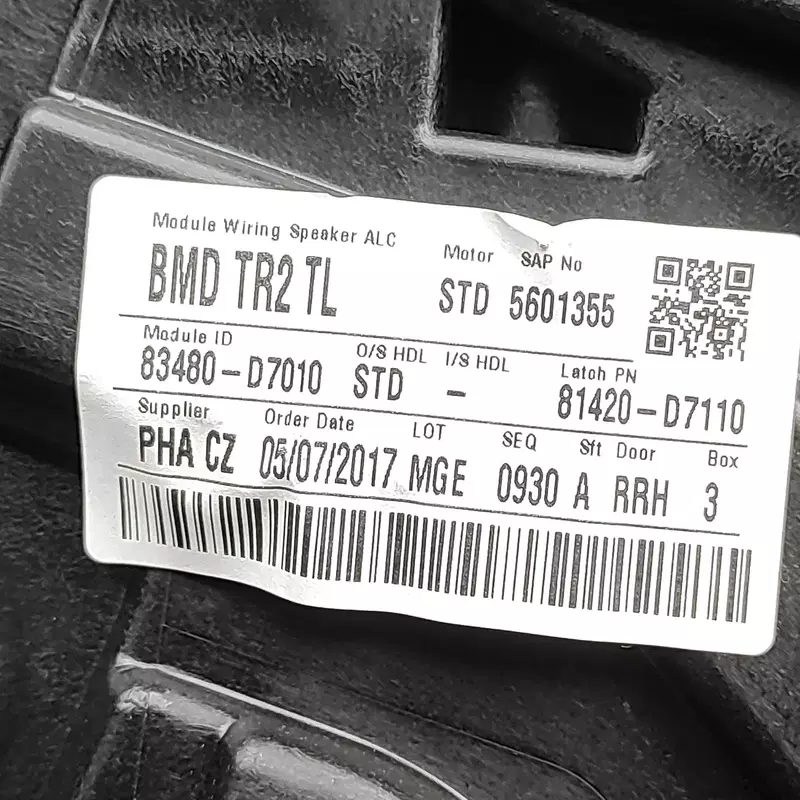 Module Wiring Speaker ALC Motor SAP No
BMD TR2 TL STD 5601355
Module ID O/S HDL I/S HDL Latch PN
83480-D7010 STD - 81420-D7110
Supplier Order Date LOT SEQ Sft Door Box
PHA CZ 05/07/2017 MGE 0930 A RRH 3